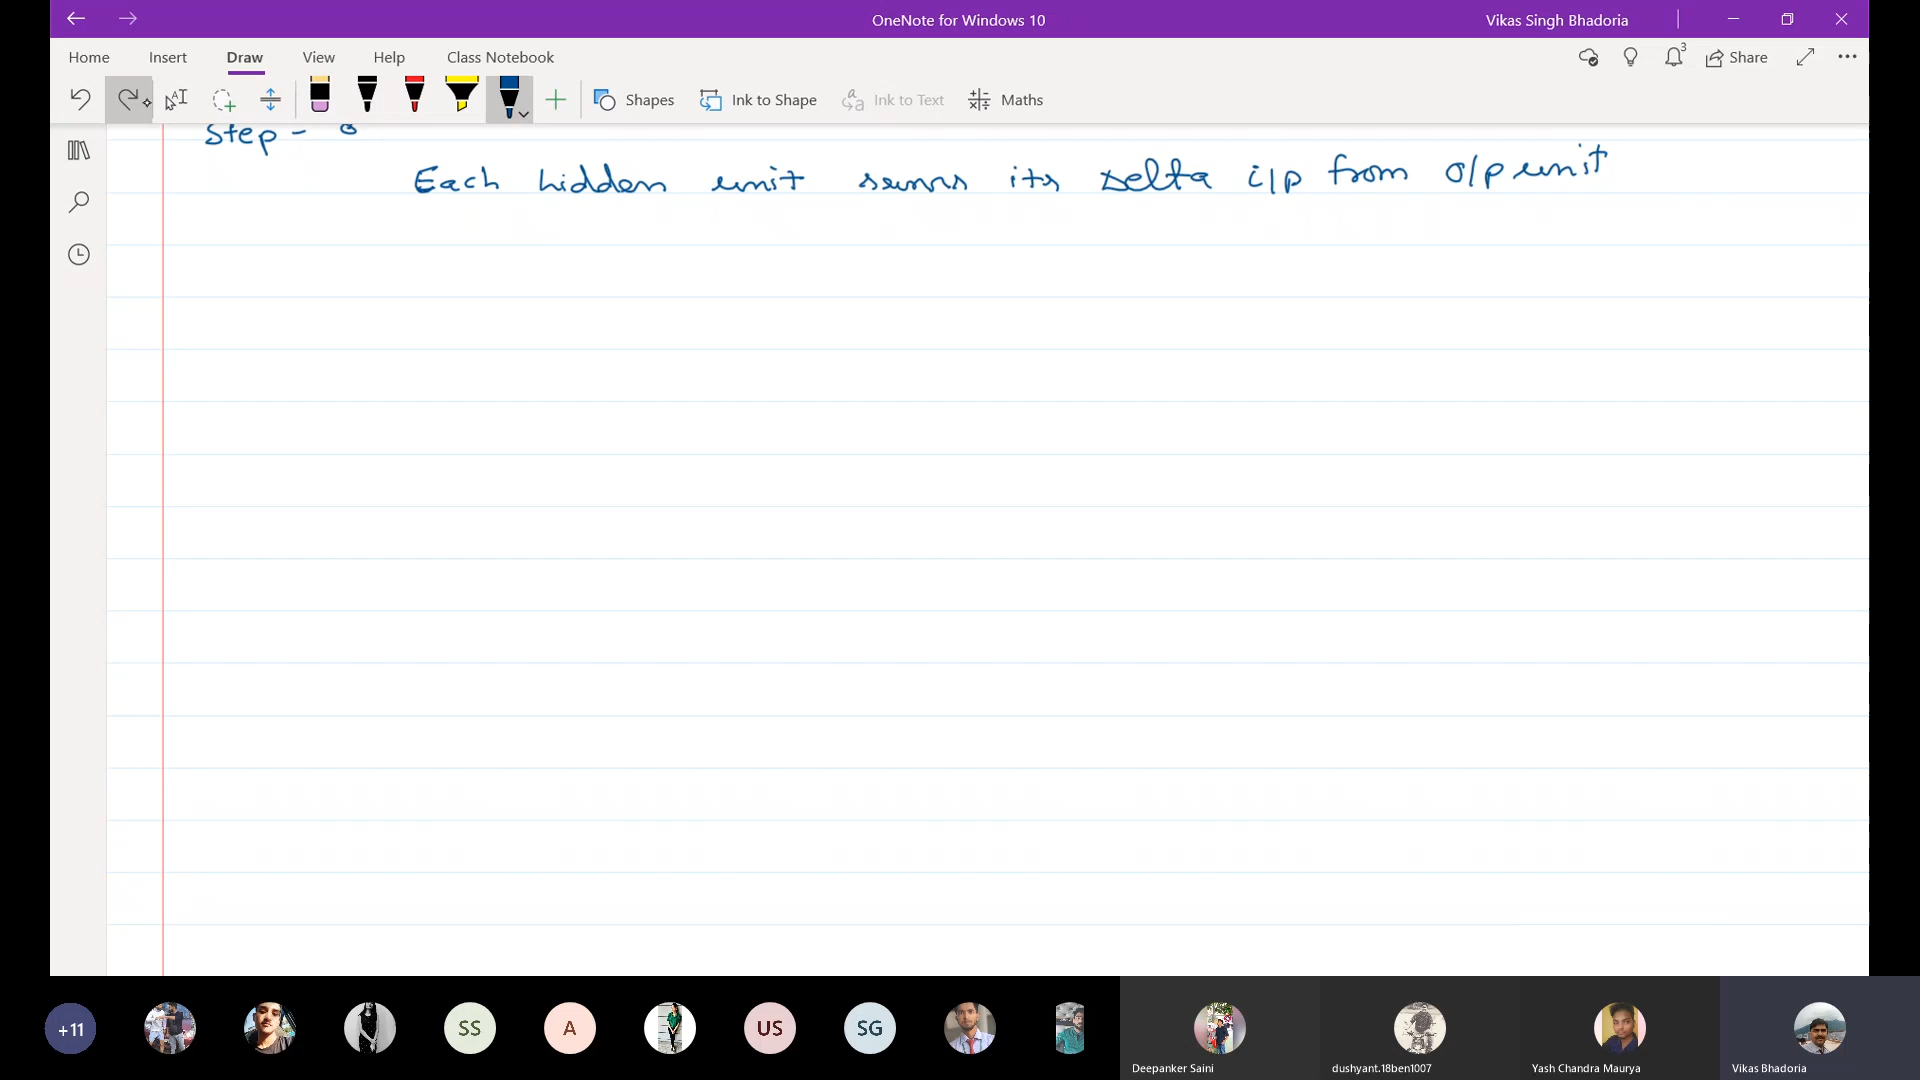 OneNote for Windows 10
Vikas Singh Bhadoria
Home Insert Draw View Help Class Notebook
3
Share
Shapes
Ink to Shape
Ink to Text
Maths
Step - 8
Each hidden unit sums its Delta i/p from o/p unit
+11
SS
A
US
SG
Deepanker Saini
dushyant.18ben1007
Yash Chandra Maurya
Vikas Bhadoria